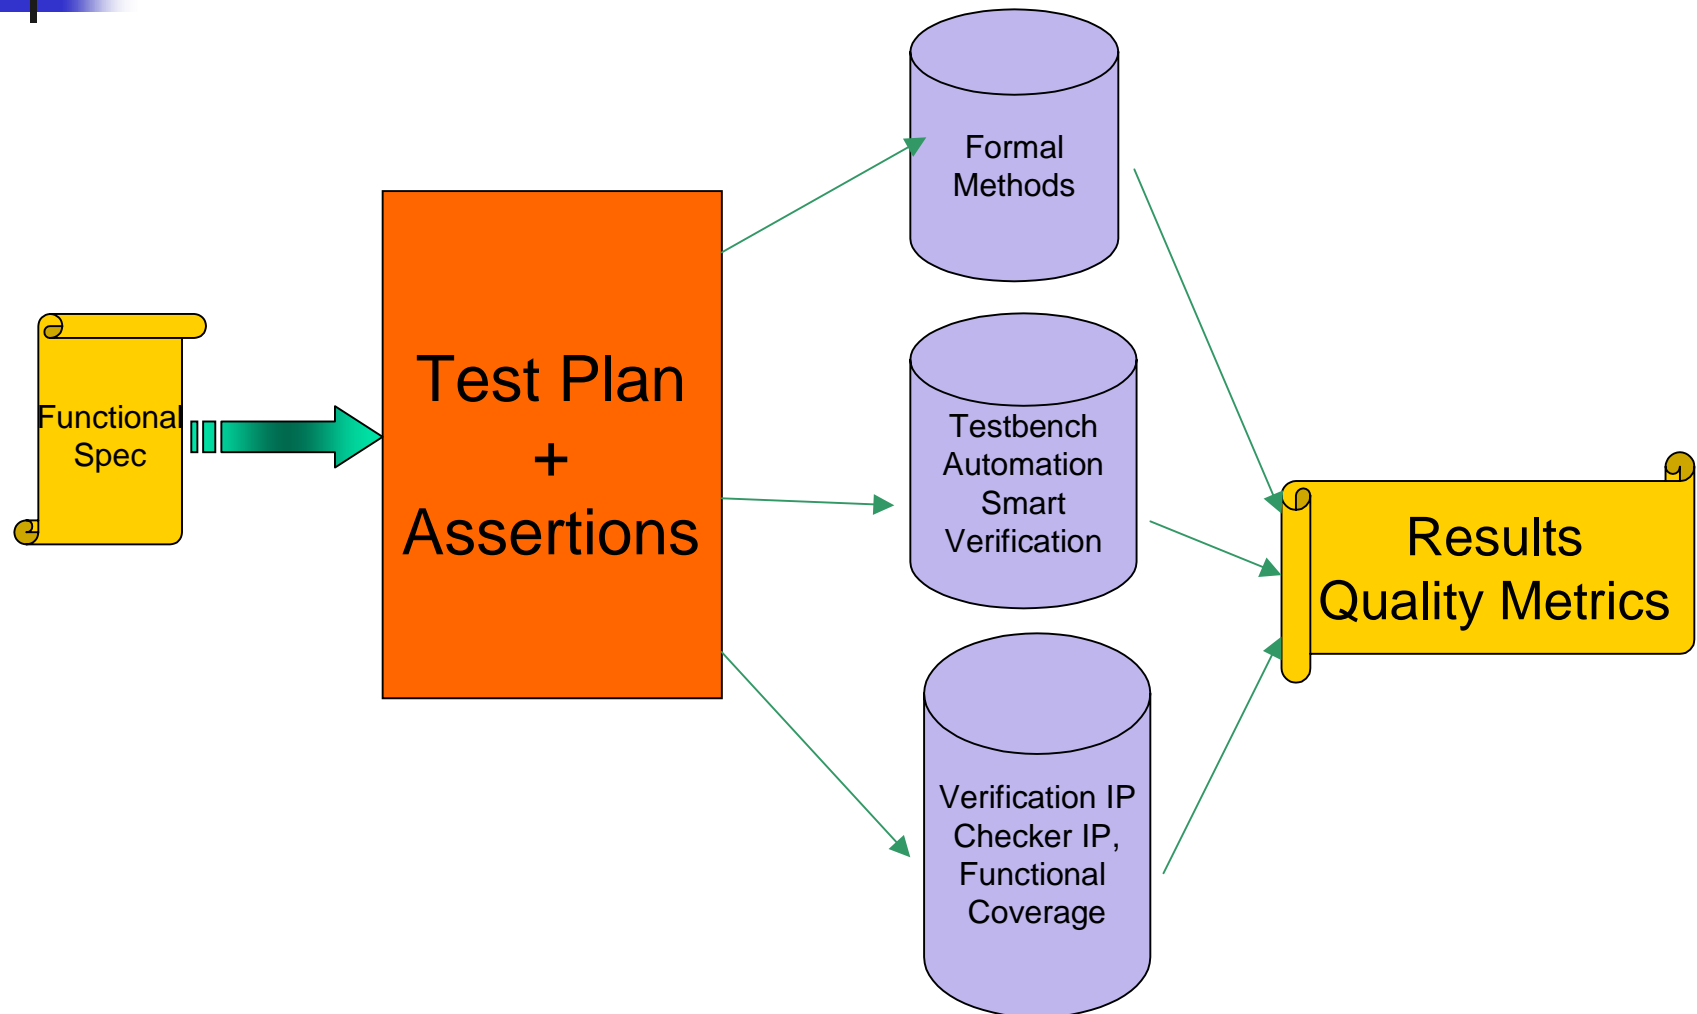 Functional
Spec
Test Plan
+
Assertions
Formal
Methods
Testbench
Automation
Smart
Verification
Verification IP
Checker IP,
Functional
Coverage
Results
Quality Metrics